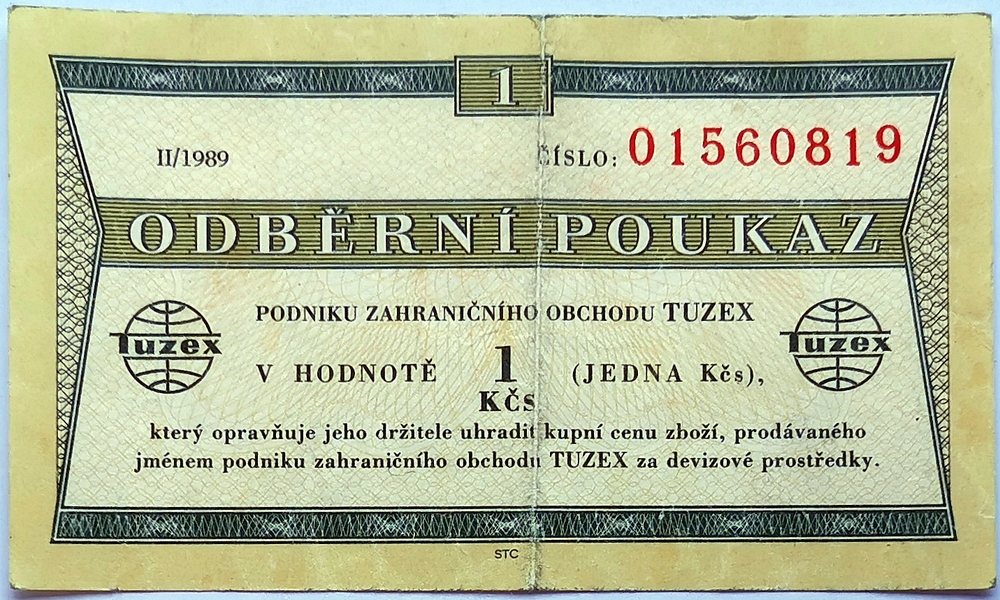 1
II/1989 ČÍSLO: 01560819
ODBĚRNÍ POUKAZ
PODNIKU ZAHRANIČNÍHO OBCHODU TUZEX
Tuzex
Tuzex
V HODNOTĚ 1 (JEDNA Kčs),
KČs
který opravňuje jeho držitele uhradit kupní cenu zboží, prodávaného
jménem podniku zahraničního obchodu TUZEX za devizové prostředky.
STC